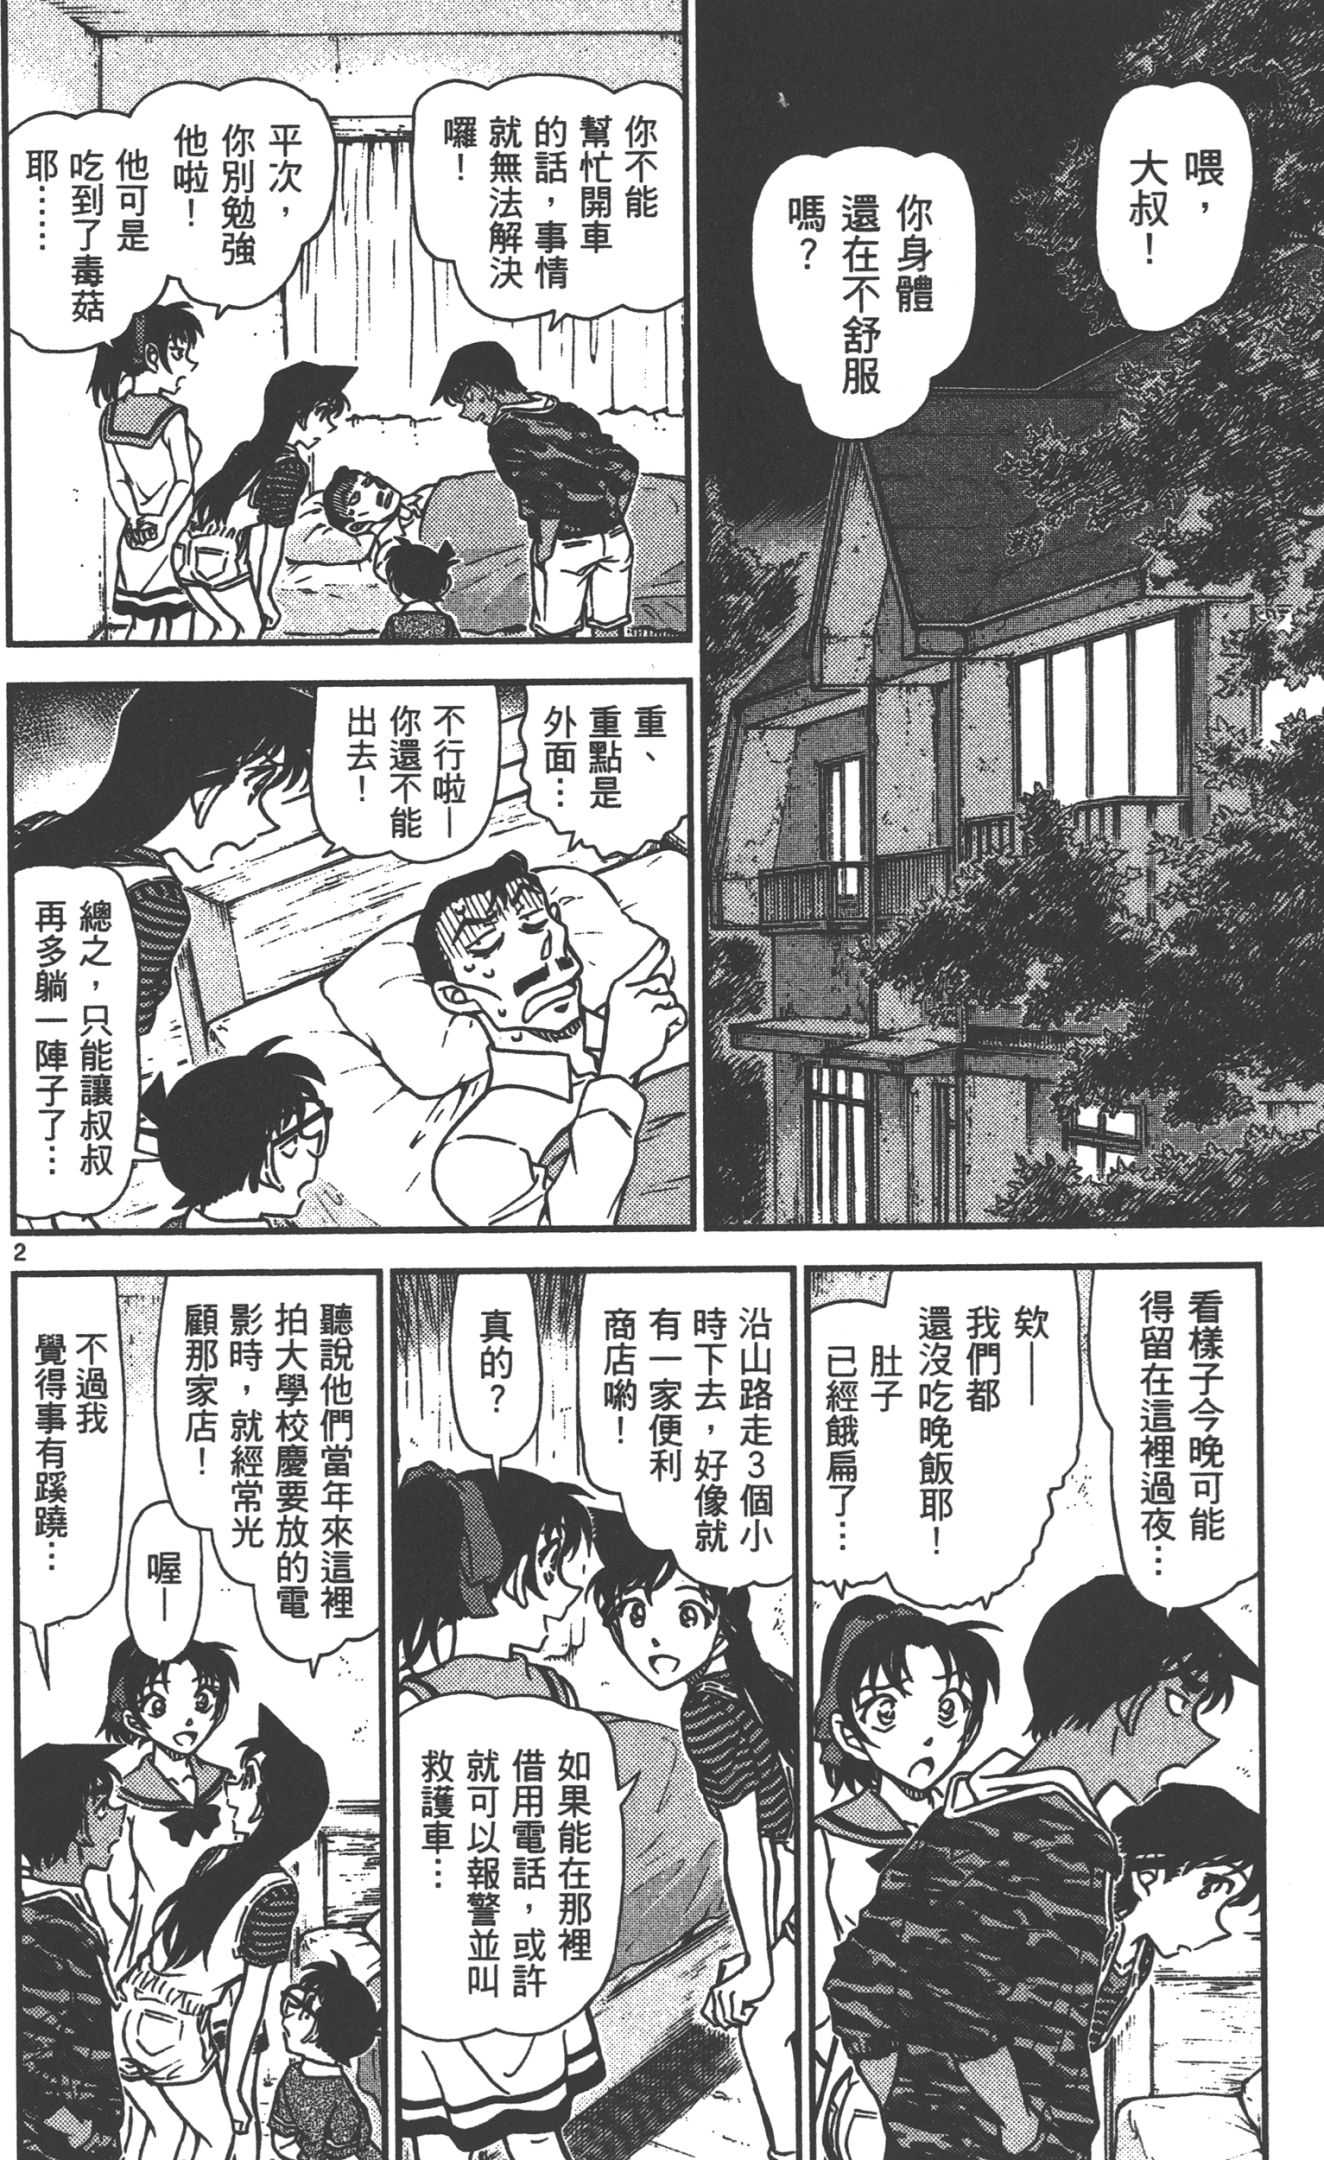 喂，
大叔！
你身體
還在不舒服
嗎？
你不能
幫忙開車
的話，事情
就無法解決
囉！
平次，
你別勉強
他啦！
他可是
吃到了毒菇
耶……
重、
重點是
外面…
不行啦—
你還不能
出去！
總之，只能讓叔叔
再多躺一陣子了…
2
看樣子今晚可能
得留在這裡過夜…
欸—
我們都
還沒吃晚飯耶！
肚子
已經餓扁了…
沿山路走3個小
時下去，好像就
有一家便利
商店喲！
真的？
如果能在那裡
借用電話，或許
就可以報警並叫
救護車…
聽說他們當年來這裡
拍大學校慶要放的電
影時，就經常光
顧那家店！
喔—
不過我
覺得事有蹊蹺…